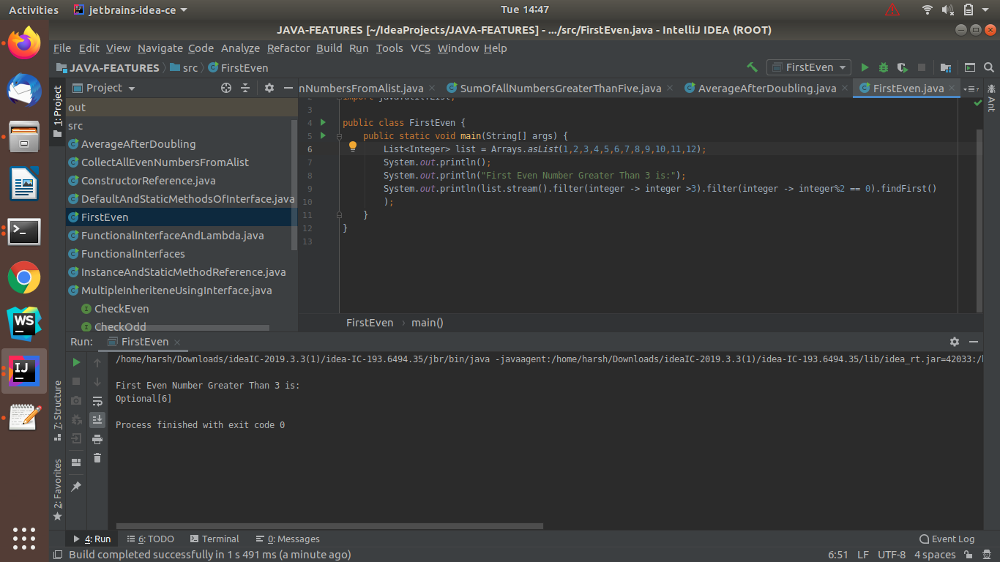 Activities jetbrains-idea-ce Tue 14:47
JAVA-FEATURES [~/IdeaProjects/JAVA-FEATURES] - .../src/FirstEven.java - IntelliJ IDEA (ROOT)
File Edit View Navigate Code Analyze Refactor Build Run Tools VCS Window Help
JAVA-FEATURES src FirstEven FirstEven
1: Project
Project
nNumbersFromAlist.java SumOfAllNumbersGreaterThanFive.java AverageAfterDoubling.java FirstEven.java 7
Ant
out
src
AverageAfterDoubling
CollectAllEvenNumbersFromAlist
ConstructorReference.java
DefaultAndStaticMethodsOfInterface.java
FirstEven
FunctionalInterfaceAndLambda.java
FunctionalInterfaces
InstanceAndStaticMethodReference.java
MultipleInheriteneUsingInterface.java
CheckEven
CheckOdd
2 import java.util.List;
3
4 public class FirstEven {
5 public static void main(String[] args) {
6 List<Integer> list = Arrays.asList(1,2,3,4,5,6,7,8,9,10,11,12);
7 System.out.println();
8 System.out.println("First Even Number Greater Than 3 is:");
9 System.out.println(list.stream().filter(integer -> integer >3).filter(integer -> integer%2 == 0).findFirst()
10 );
11 }
12 }
13
FirstEven › main()
Run: FirstEven
/home/harsh/Downloads/ideaIC-2019.3.3(1)/idea-IC-193.6494.35/jbr/bin/java -javaagent:/home/harsh/Downloads/ideaIC-2019.3.3(1)/idea-IC-193.6494.35/lib/idea_rt.jar=42033:/h
First Even Number Greater Than 3 is:
Optional[6]
Process finished with exit code 0
7: Structure
2: Favorites
WS
IJ
4: Run 6: TODO Terminal 0: Messages Event Log
Build completed successfully in 1 s 491 ms (a minute ago) 6:51 LF UTF-8 4 spaces